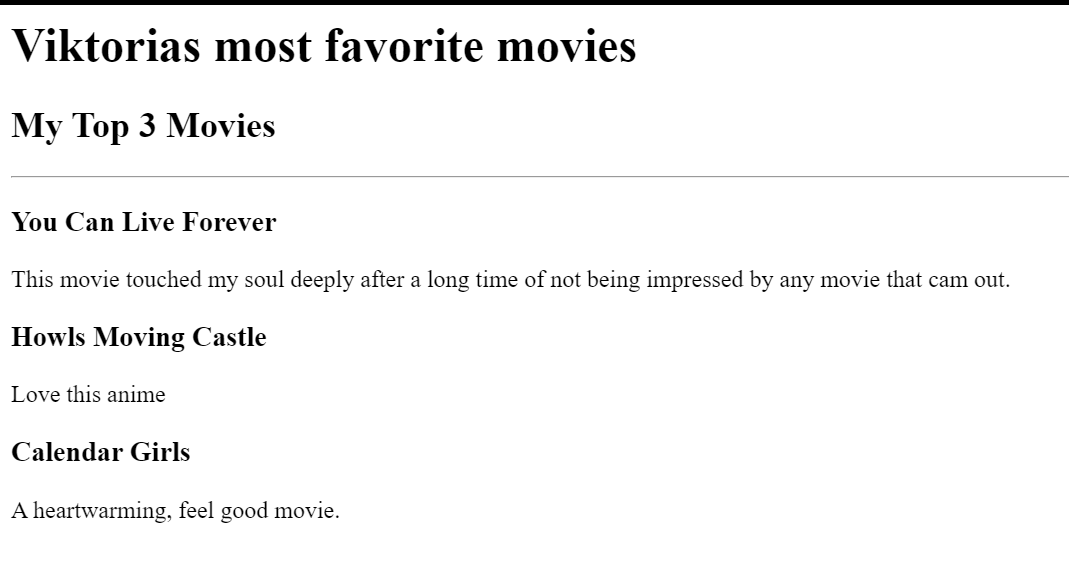 Viktorias most favorite movies
My Top 3 Movies
You Can Live Forever
This movie touched my soul deeply after a long time of not being impressed by any movie that cam out.
Howls Moving Castle
Love this anime
Calendar Girls
A heartwarming, feel good movie.